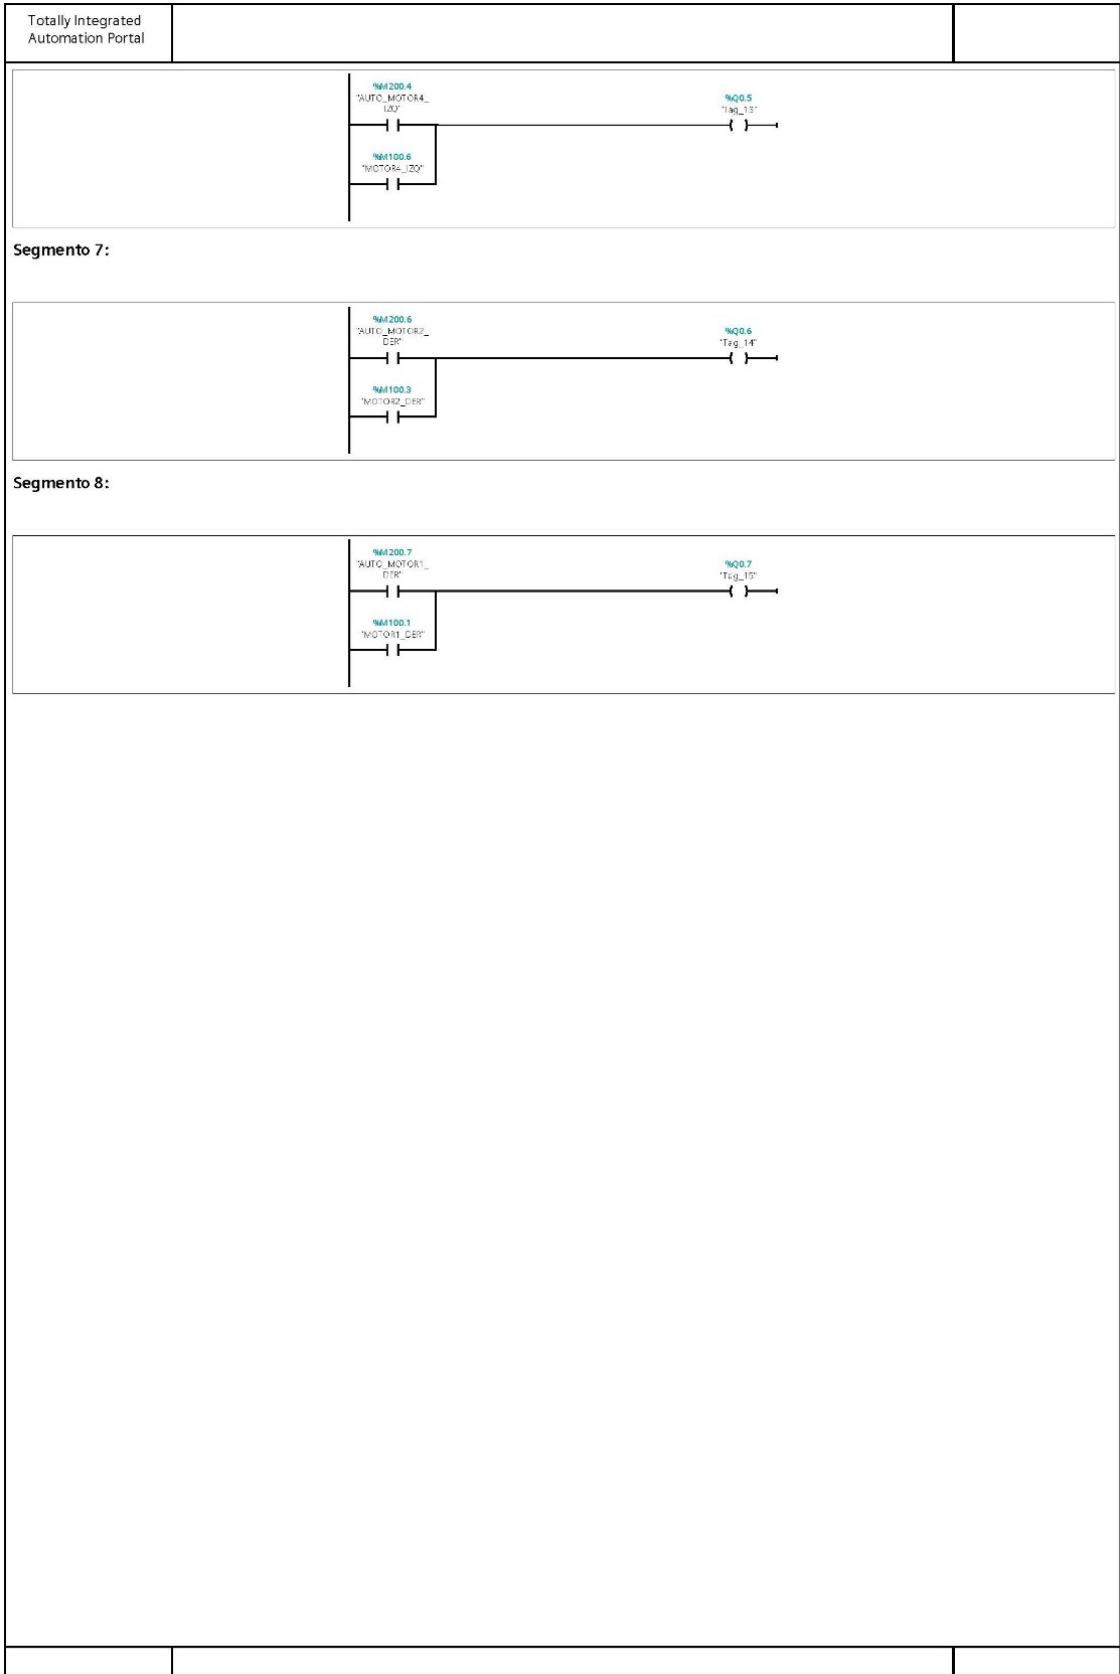 Totally Integrated
Automation Portal
%M200.4
"AUTO_MOTOR4_
IZQ"
%Q0.5
"Tag_13"
%M100.6
"MOTOR4_IZQ"
Segmento 7:
%M200.6
"AUTO_MOTOR2_
DER"
%Q0.6
"Tag_14"
%M100.3
"MOTOR2_DER"
Segmento 8:
%M200.7
"AUTO_MOTOR1_
DER"
%Q0.7
"Tag_15"
%M100.1
"MOTOR1_DER"